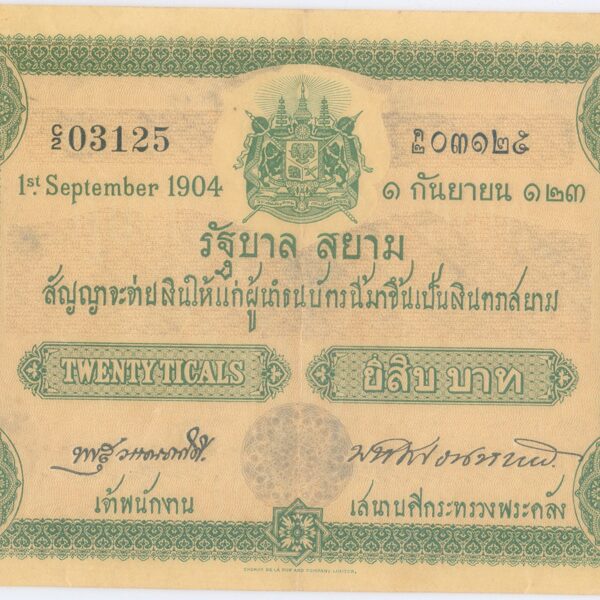 C/2 03125
ค/๒ ๐๓๑๒๕
1st. September 1904
๑ กันยายน ๑๒๓
รัฐบาล สยาม
สัญญาจะจ่ายเงินให้แก่ผู้นำธนบัตรนี้มาขึ้นเป็นเงินตราสยาม
TWENTY TICALS
ยี่สิบ บาท
เจ้พนักงาน
เสนาบดีกระทรวงพระคลัง
THOMAS DE LA RUE AND COMPANY, LIMITED.